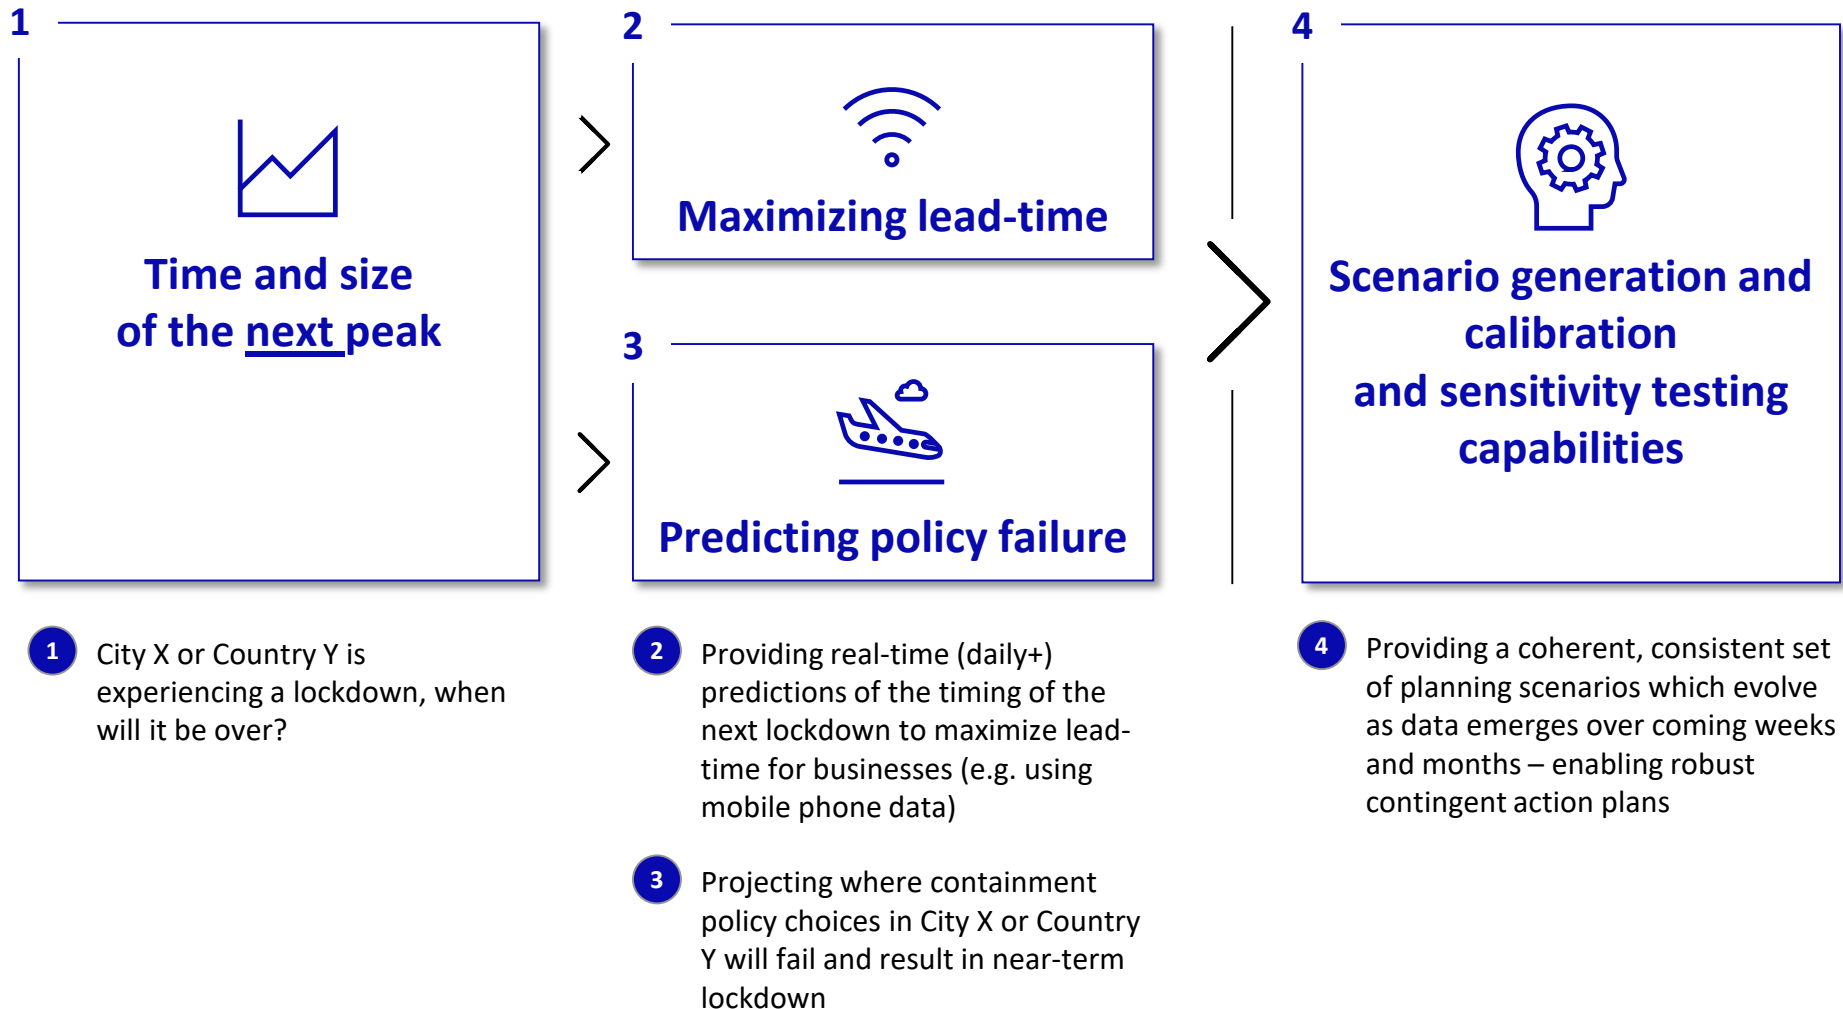 1
Time and size
of the next peak
2
Maximizing lead-time
3
Predicting policy failure
4
Scenario generation and
calibration
and sensitivity testing
capabilities
1
City X or Country Y is
experiencing a lockdown, when
will it be over?
2
Providing real-time (daily+)
predictions of the timing of the
next lockdown to maximize lead-
time for businesses (e.g. using
mobile phone data)
3
Projecting where containment
policy choices in City X or Country
Y will fail and result in near-term
lockdown
4
Providing a coherent, consistent set
of planning scenarios which evolve
as data emerges over coming weeks
and months – enabling robust
contingent action plans